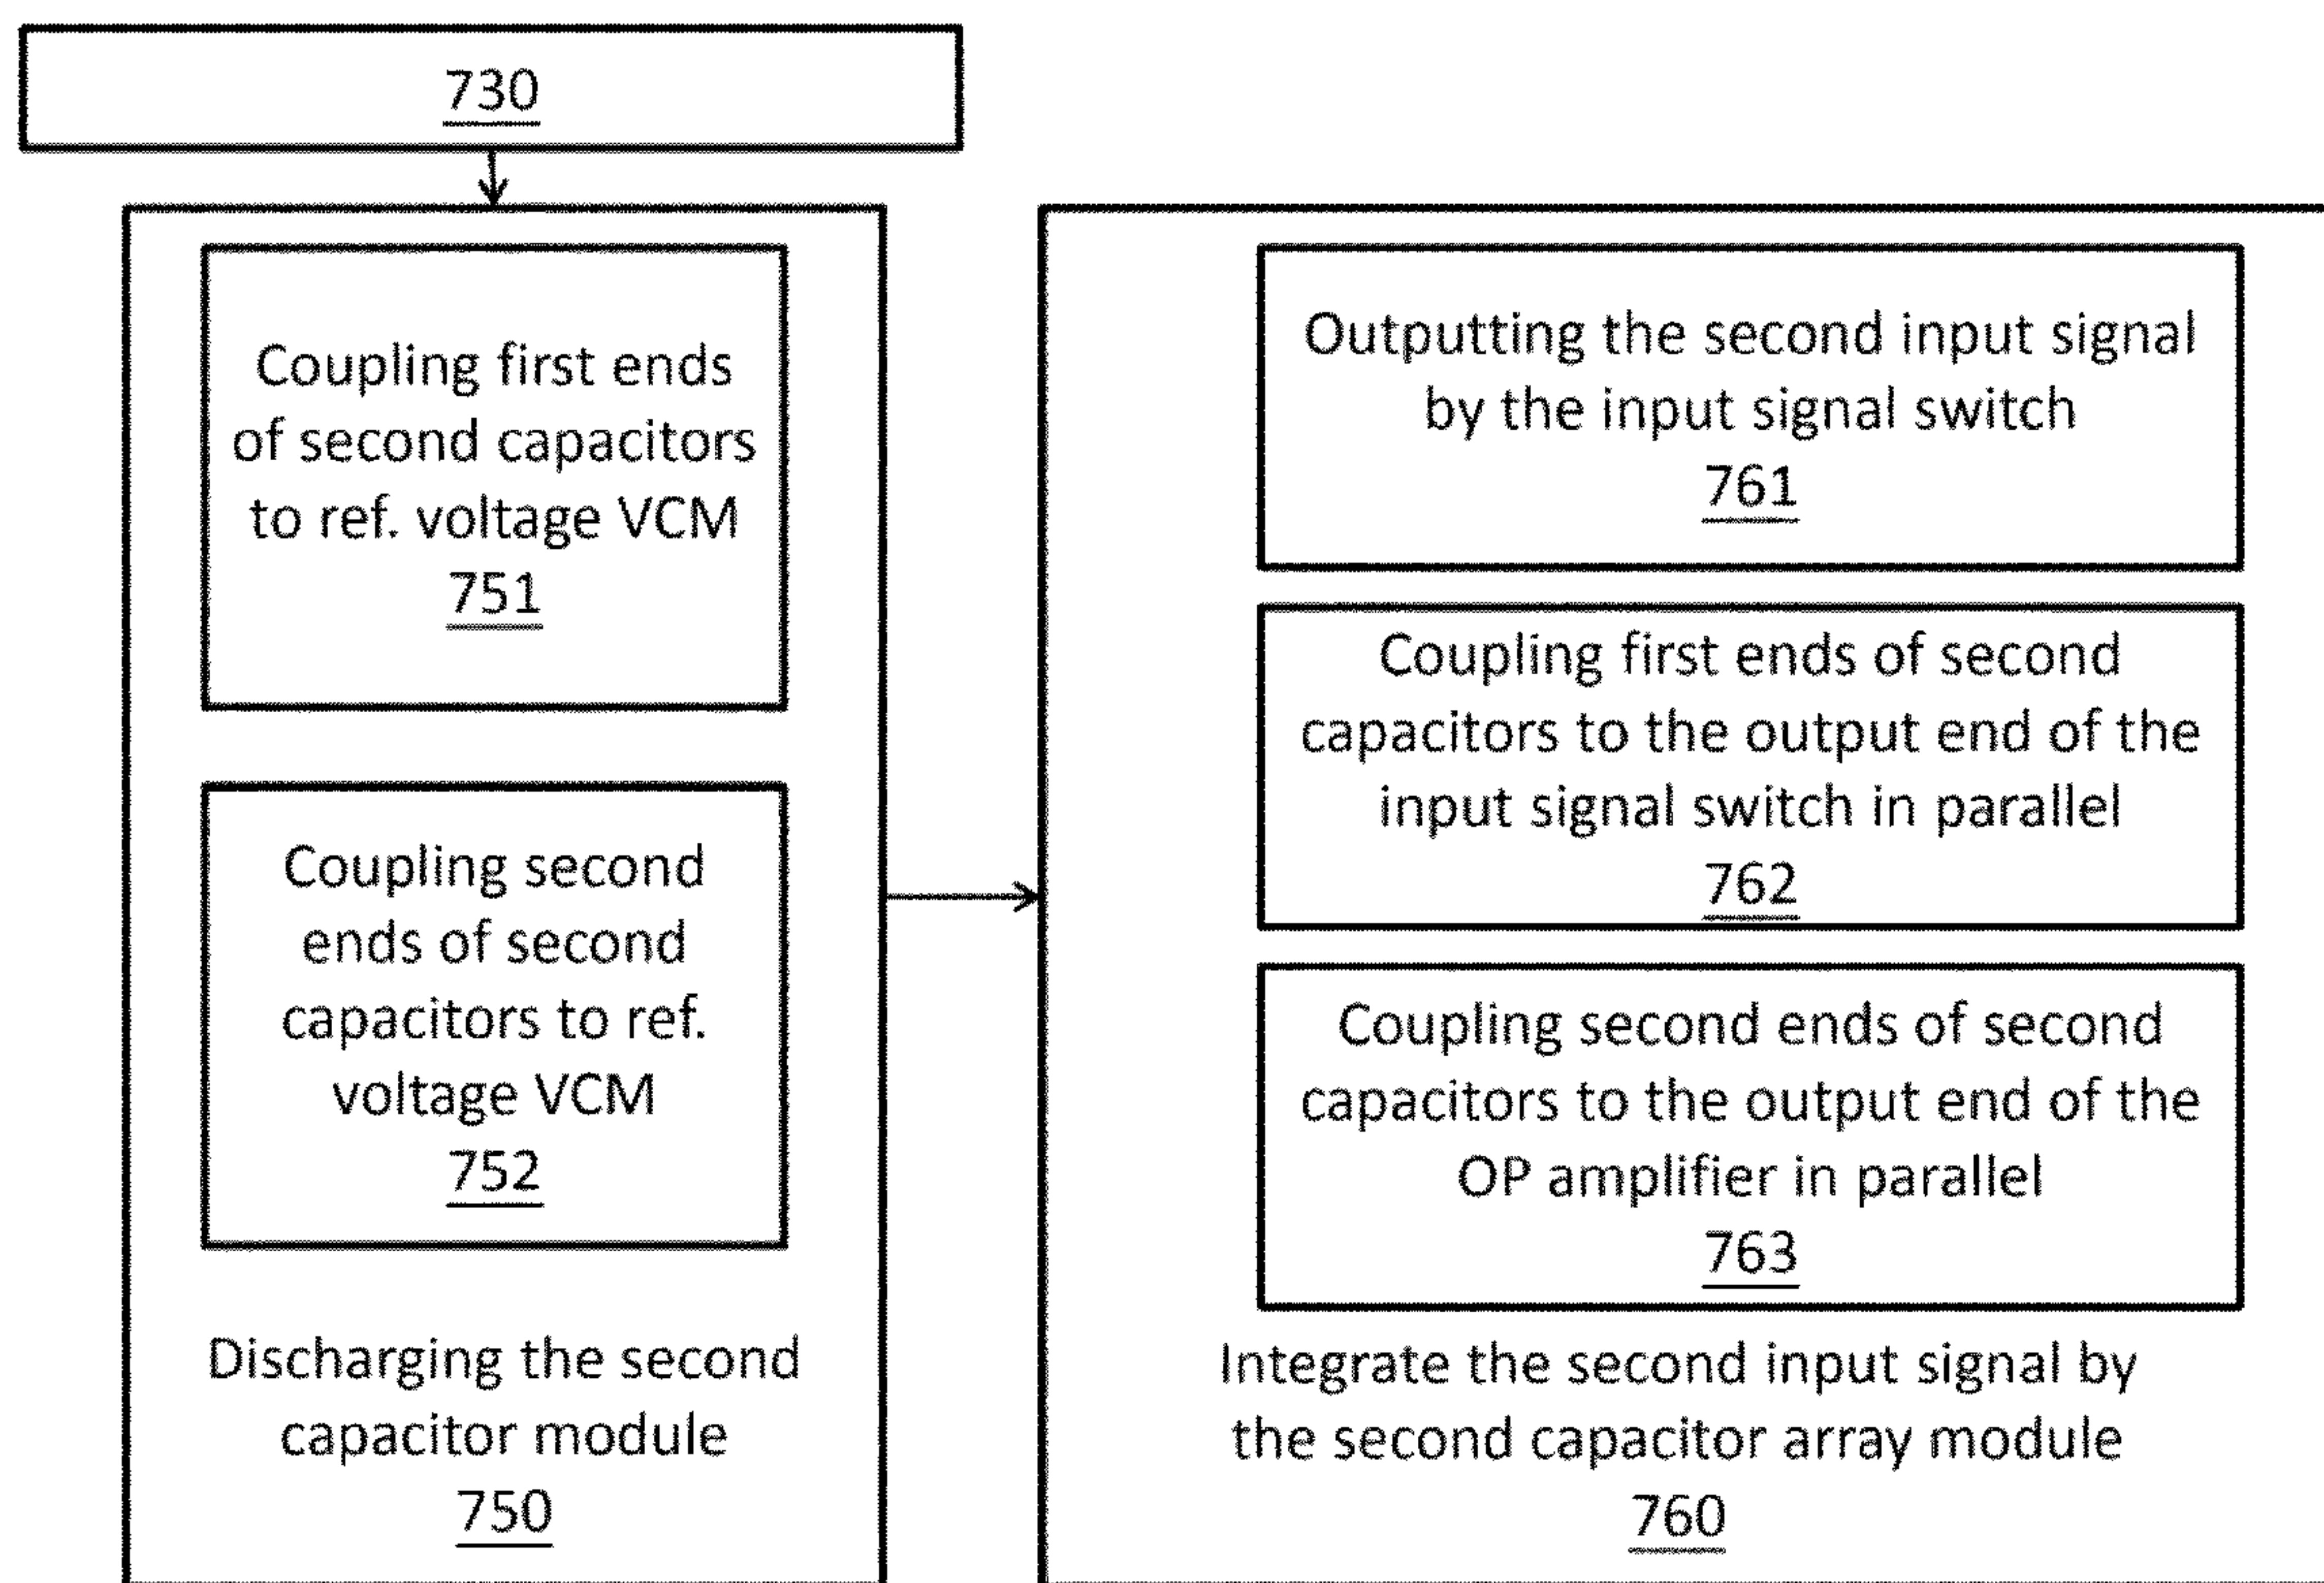 730
Coupling first ends
of second capacitors
to ref. voltage VCM
751
Coupling second
ends of second
capacitors to ref.
voltage VCM
752
Discharging the second
capacitor module
750
Outputting the second input signal
by the input signal switch
761
Coupling first ends of second
capacitors to the output end of the
input signal switch in parallel
762
Coupling second ends of second
capacitors to the output end of the
OP amplifier in parallel
763
Integrate the second input signal by
the second capacitor array module
760